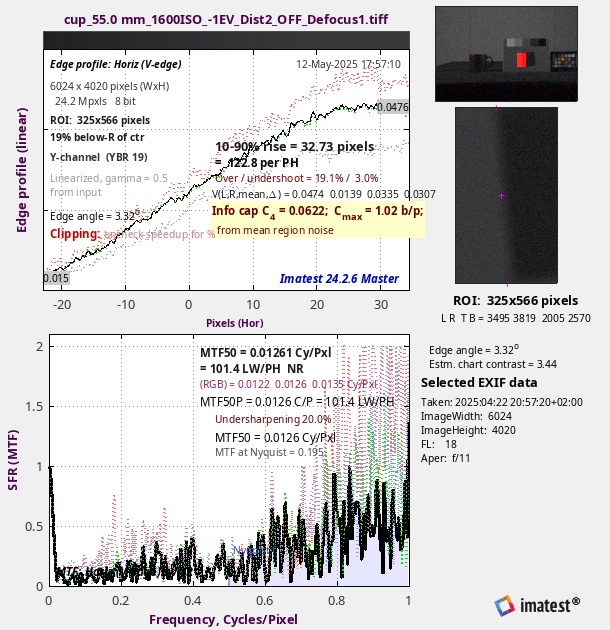 cup_55.0 mm_1600ISO_-1EV_Dist2_OFF_Defocus1.tiff
Edge profile: Horiz (V-edge)
12-May-2025 17:57:10
6024 x 4020 pixels (WxH)
24.2 Mpxls   8 bit
0.0476
ROI:  325x566 pixels
19% below-R of ctr
10-90% rise = 32.73 pixels
= 122.8 per PH
Y-channel  (YBR 19)
Linearized, gamma = 0.5
Over / undershoot = 19.1% /  3.0%
from input
V(L,R,mean,Δ) = 0.0474  0.0139  0.0335  0.0307
Edge angle = 3.32o
Info cap C4 = 0.0622;  Cmax = 1.02 b/p;
Clipping: uncheck speedup for %
from mean region noise
0.015
Imatest 24.2.6 Master
Edge profile (linear)
-20
-10
0
10
20
30
Pixels (Hor)
ROI:  325x566 pixels
L R  T B = 3495 3819  2005 2570
MTF50 = 0.01261 Cy/Pxl
= 101.4 LW/PH  NR
(RGB) = 0.0122  0.0126  0.0135 Cy/Pxl
MTF50P = 0.0126 C/P = 101.4 LW/PH
Undersharpening 20.0%
MTF50 = 0.0126 Cy/Pxl
MTF at Nyquist = 0.195
SFR (MTF)
2
1.5
1
0.5
0
0
0.2
0.4
0.6
0.8
1
Frequency, Cycles/Pixel
Edge angle = 3.32o
Estm. chart contrast = 3.44
Selected EXIF data
Taken: 2025:04:22 20:57:20+02:00
ImageWidth:  6024
ImageHeight:  4020
FL:    18
Aper:  f/11
imatest®